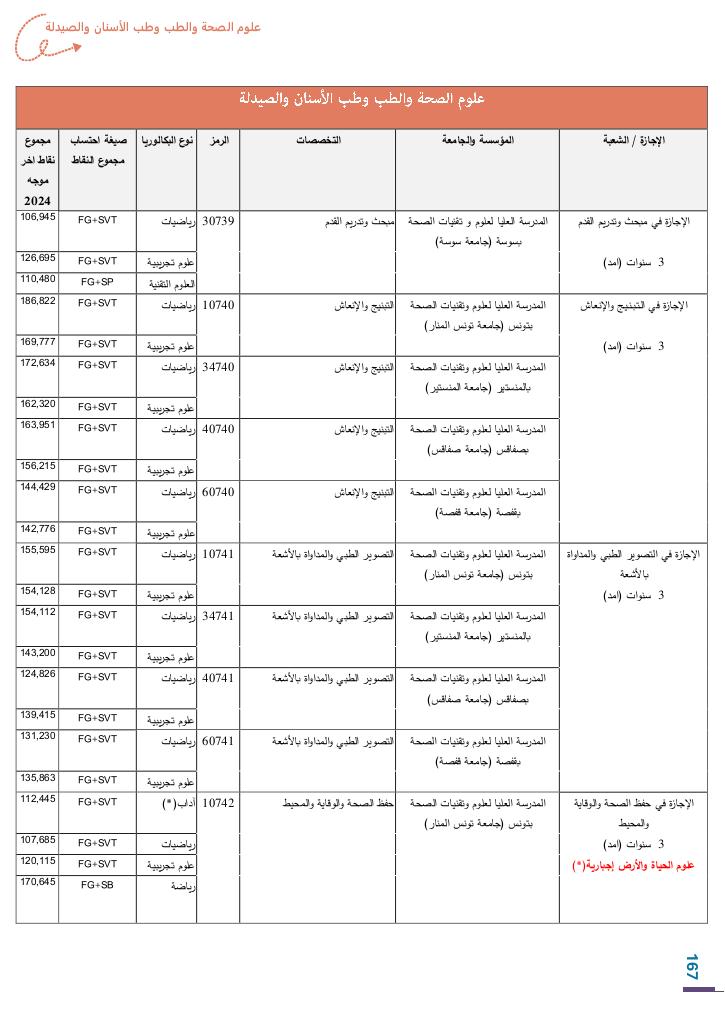 علوم الصحة والطب وطب الأسنان والصيدلة
علوم الصحة والطب وطب الأسنان والصيدلة
الإجازة / الشعبة المؤسسة والجامعة التخصصات الرمز نوع البكالوريا صيغة احتساب مجموع النقاط مجموع نقاط اخر موجه 2024
الإجازة في مبحث وتدريم القدم المدرسة العليا لعلوم و تقنيات الصحة مبحث وتدريم القدم 30739 رياضيات FG+SVT 106,945
بسوسة (جامعة سوسة)
3 سنوات (امد) علوم تجريبية FG+SVT 126,695
العلوم التقنية FG+SP 110,480
الإجازة في التبنيج والإنعاش المدرسة العليا لعلوم وتقنيات الصحة التبنيج والإنعاش 10740 رياضيات FG+SVT 186,822
بتونس (جامعة تونس المنار)
3 سنوات (امد) علوم تجريبية FG+SVT 169,777
المدرسة العليا لعلوم وتقنيات الصحة التبنيج والإنعاش 34740 رياضيات FG+SVT 172,634
بالمنستير (جامعة المنستير)
علوم تجريبية FG+SVT 162,320
المدرسة العليا لعلوم وتقنيات الصحة التبنيج والإنعاش 40740 رياضيات FG+SVT 163,951
بصفاقس (جامعة صفاقس)
علوم تجريبية FG+SVT 156,215
المدرسة العليا لعلوم وتقنيات الصحة التبنيج والإنعاش 60740 رياضيات FG+SVT 144,429
بقفصة (جامعة قفصة)
علوم تجريبية FG+SVT 142,776
الإجازة في التصوير الطبي والمداواة المدرسة العليا لعلوم وتقنيات الصحة التصوير الطبي والمداواة بالأشعة 10741 رياضيات FG+SVT 155,595
بالأشعة بتونس (جامعة تونس المنار)
3 سنوات (امد) علوم تجريبية FG+SVT 154,128
المدرسة العليا لعلوم وتقنيات الصحة التصوير الطبي والمداواة بالأشعة 34741 رياضيات FG+SVT 154,112
بالمنستير (جامعة المنستير)
علوم تجريبية FG+SVT 143,200
المدرسة العليا لعلوم وتقنيات الصحة التصوير الطبي والمداواة بالأشعة 40741 رياضيات FG+SVT 124,826
بصفاقس (جامعة صفاقس)
علوم تجريبية FG+SVT 139,415
المدرسة العليا لعلوم وتقنيات الصحة التصوير الطبي والمداواة بالأشعة 60741 رياضيات FG+SVT 131,230
بقفصة (جامعة قفصة)
علوم تجريبية FG+SVT 135,863
الإجازة في حفظ الصحة والوقاية المدرسة العليا لعلوم وتقنيات الصحة حفظ الصحة والوقاية والمحيط 10742 آداب(*) FG+SVT 112,445
والمحيط بتونس (جامعة تونس المنار)
3 سنوات (امد) رياضيات FG+SVT 107,685
علوم الحياة والأرض إجبارية(*) علوم تجريبية FG+SVT 120,115
رياضة FG+SB 170,645
167